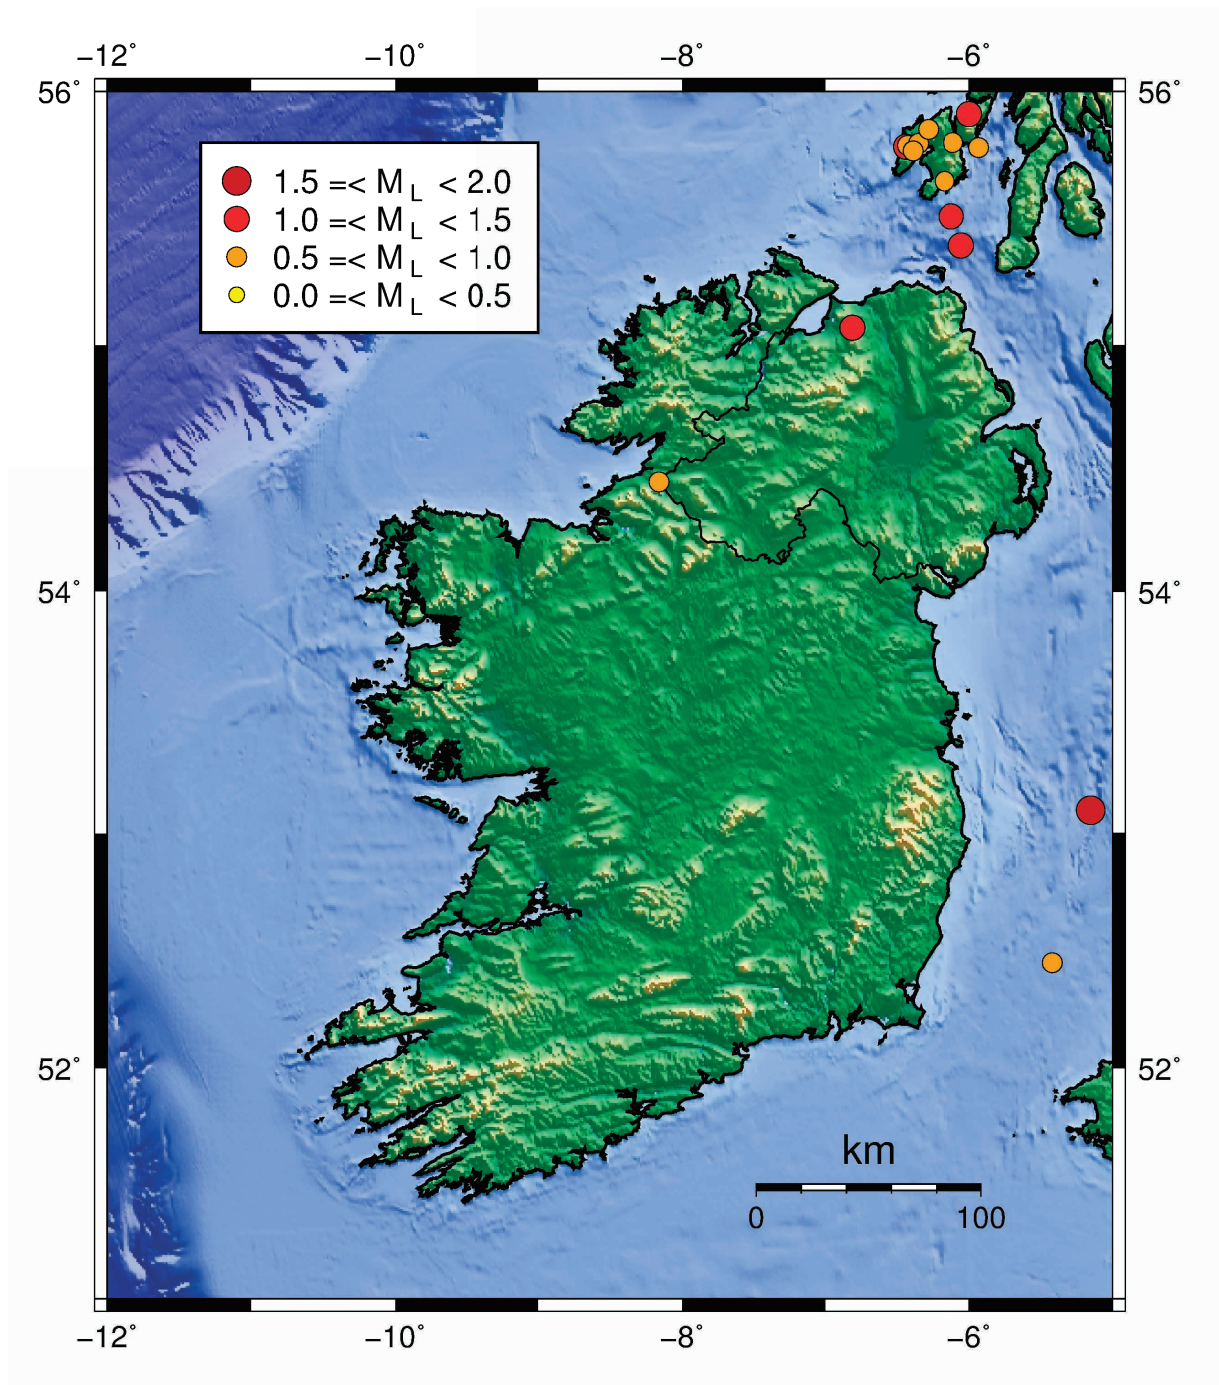 −12° −10° −8° −6°
56° 56°
1.5 =< M L < 2.0
1.0 =< M L < 1.5
0.5 =< M L < 1.0
0.0 =< M L < 0.5
54° 54°
52° 52°
km
0 100
−12° −10° −8° −6°